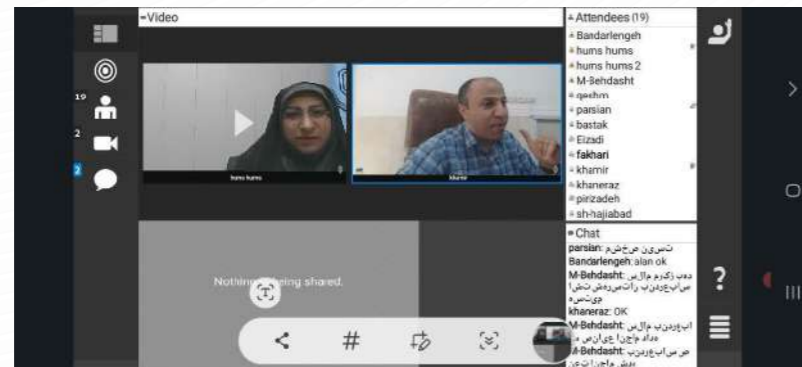 Video
Attendees (19)
Bandarlengeh
hums hums
hums hums 2
M-Behdasht
qeshm
parsian
bastak
Eizadi
fakhari
khamir
khaneraz
pirizadeh
sh-hajiabad
19
2
2
hums hums
khamir
Nothing being shared.
T
#
?
Chat
parsian: تسین صخشم
Bandarlengeh: alan ok
M-Behdasht:
khaneraz: OK
M-Behdasht:
M-Behdasht: